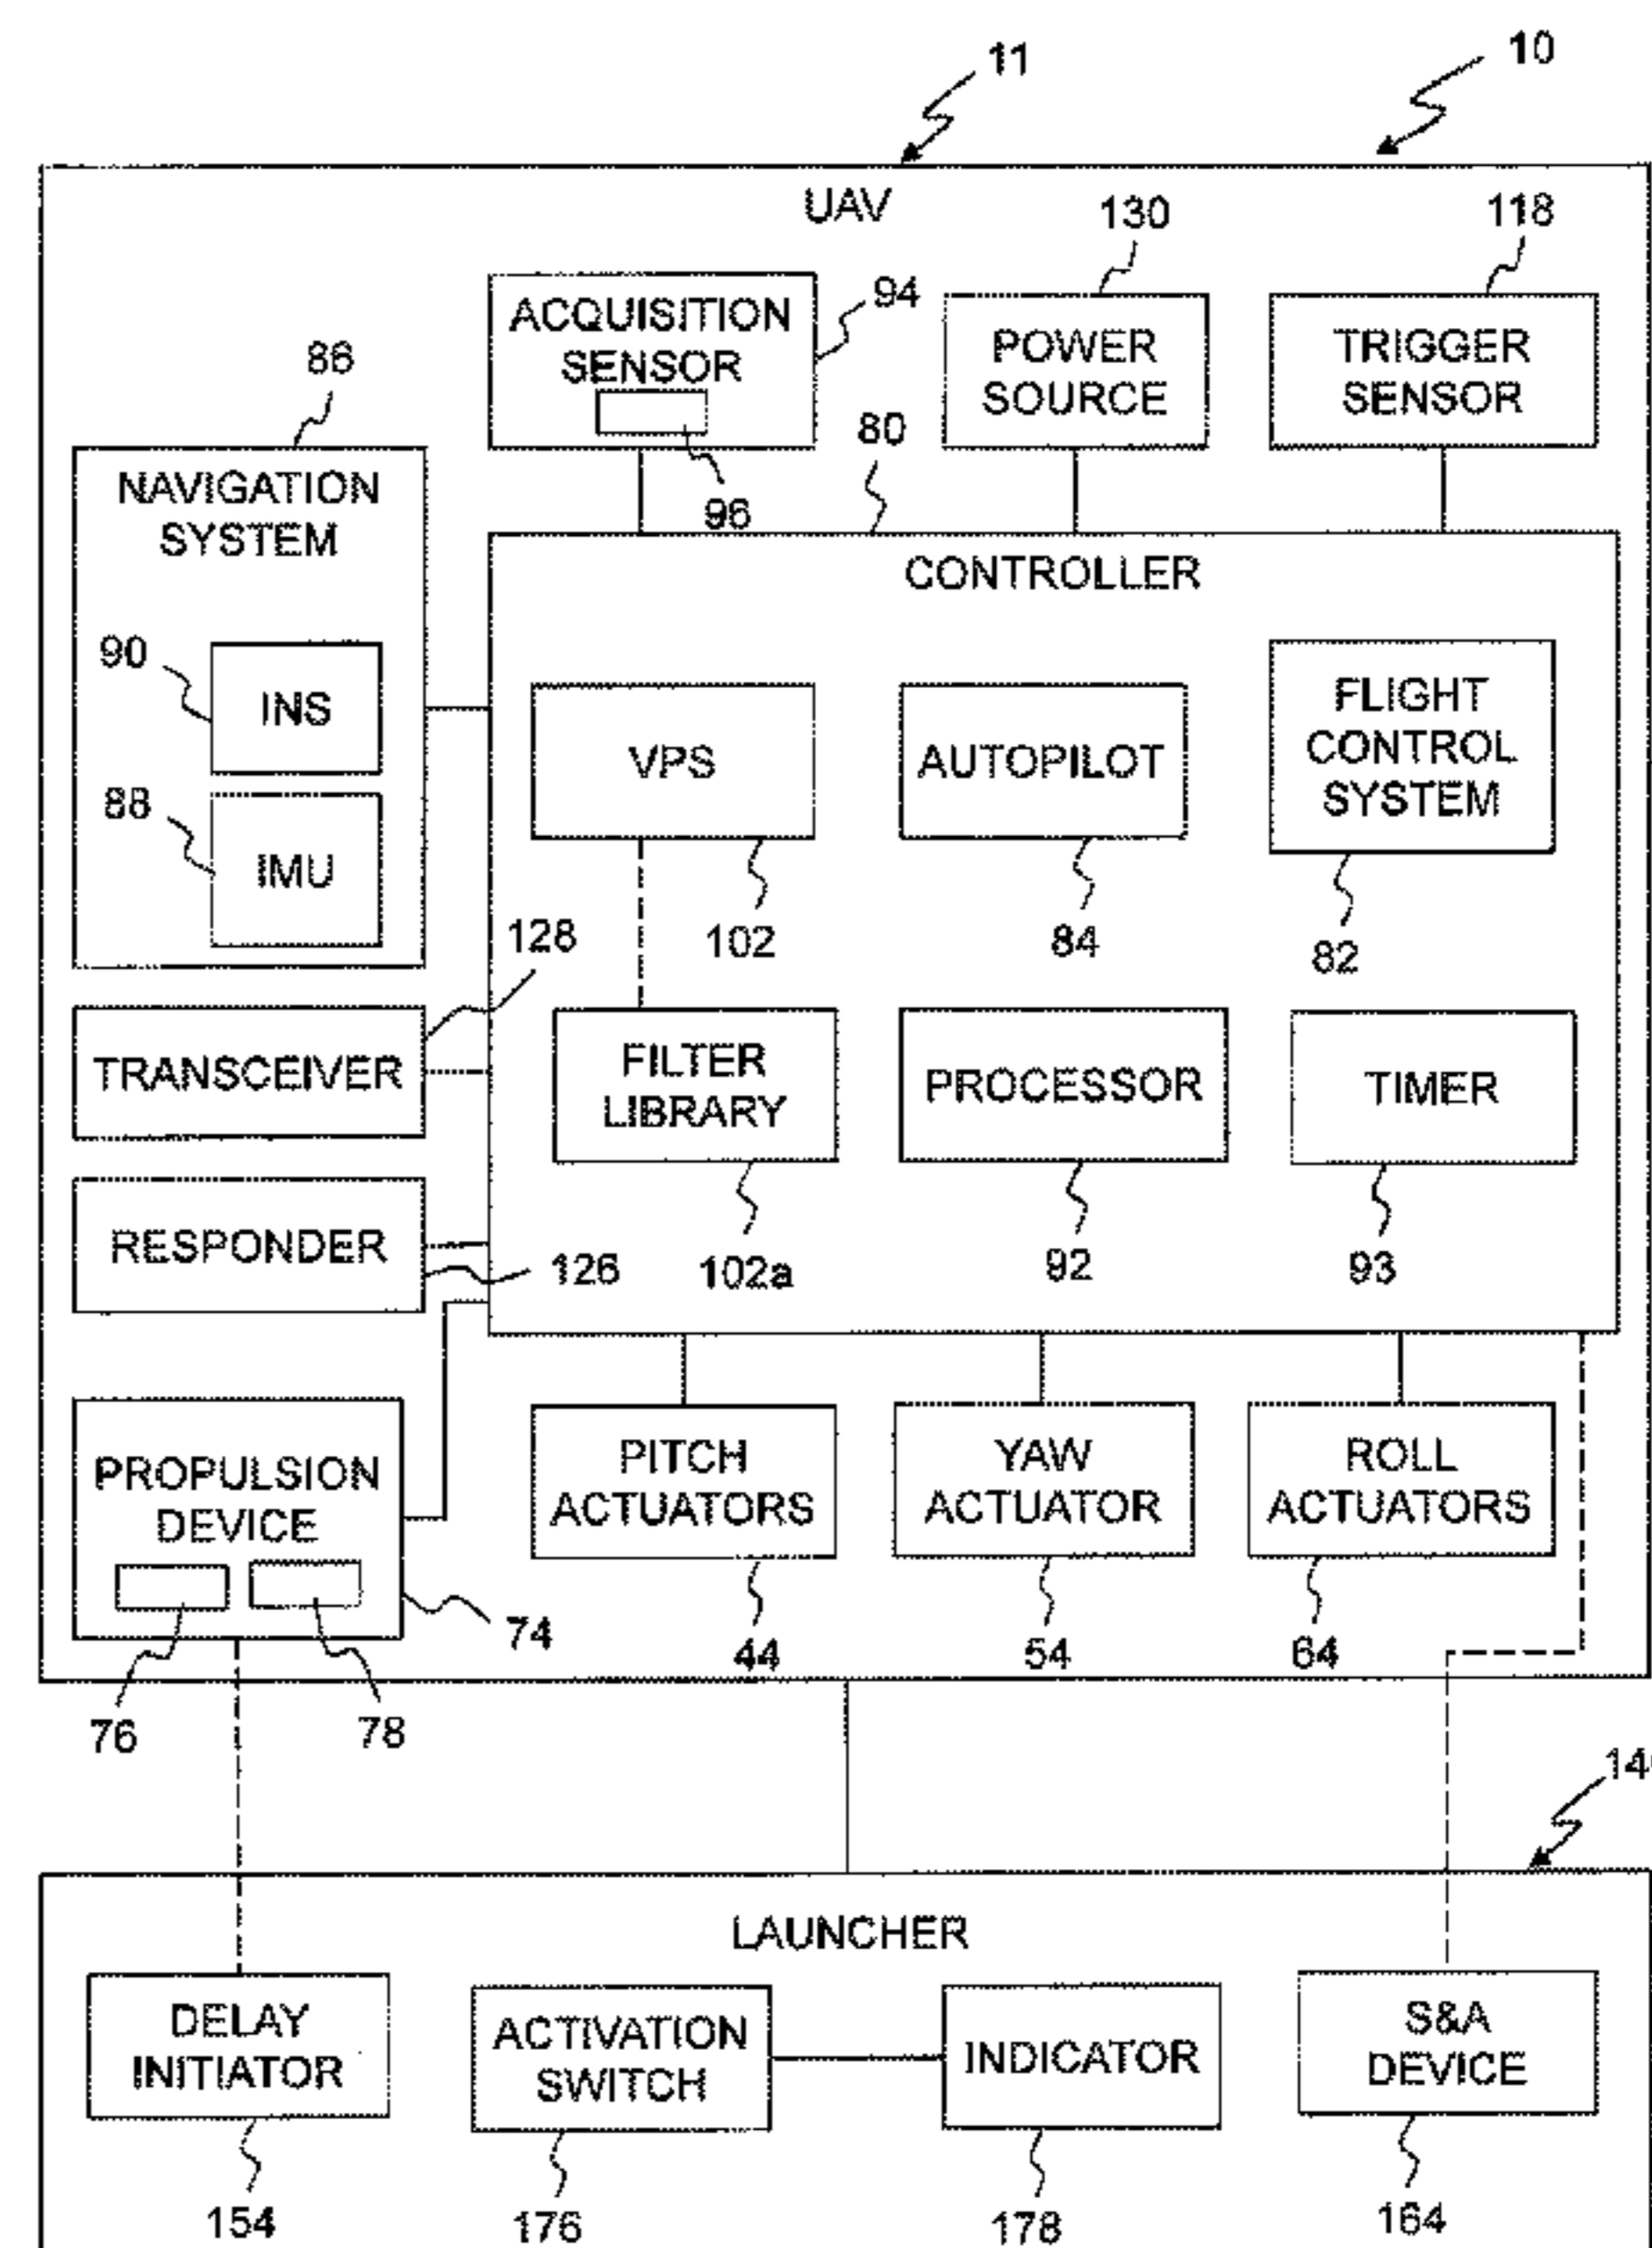 11
10
UAV
130
118
ACQUISITION
SENSOR
94
POWER
SOURCE
TRIGGER
SENSOR
86
96
80
NAVIGATION
SYSTEM
CONTROLLER
90
INS
VPS
AUTOPILOT
FLIGHT
CONTROL
SYSTEM
88
IMU
128
102
84
82
TRANSCEIVER
FILTER
LIBRARY
PROCESSOR
TIMER
RESPONDER
126
102a
92
93
PROPULSION
DEVICE
PITCH
ACTUATORS
YAW
ACTUATOR
ROLL
ACTUATORS
74
44
54
64
76
78
LAUNCHER
DELAY
INITIATOR
ACTIVATION
SWITCH
INDICATOR
S&A
DEVICE
154
176
178
164